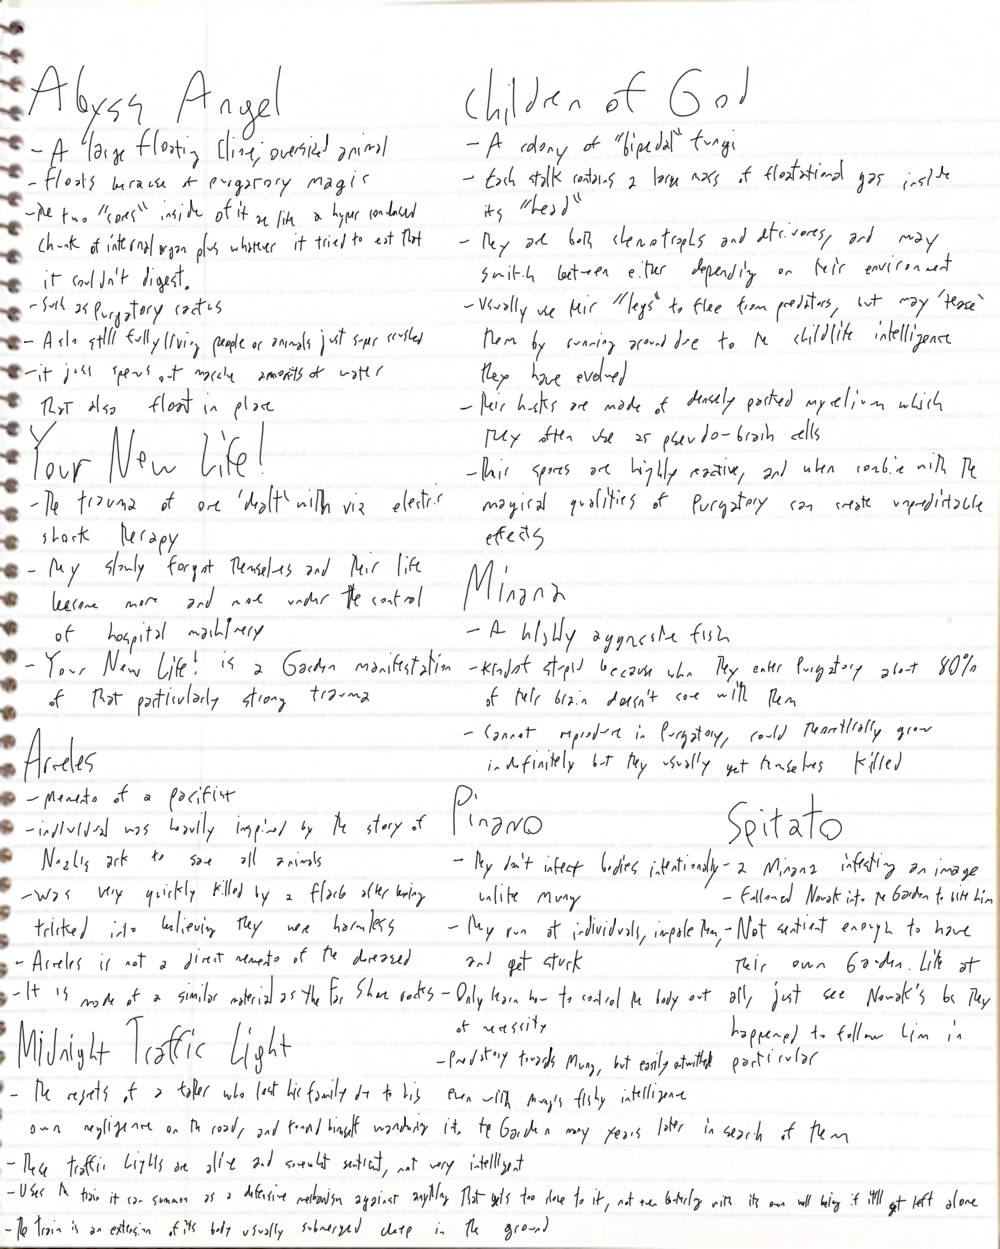 Abyss Angel
- A large floating slime, oversized animal
- floats because of purgatory magic
- The two "cores" inside of it are like a hyper condensed
chunk of internal organ plus whatever it tried to eat that
it couldn't digest.
- Such as Purgatory cactus
- Also still fully living people or animals just super crushed
- it just spews out massive amounts of water
that also float in place
Your New Life!
- The trauma of one 'dealt' with via electric
shock therapy
- They slowly forgot themselves and their life
become more and more under the control
of hospital machinery
- Your New Life! is a Garden manifestation
of that particularly strong trauma
- Memento of a pacifist
- individual was heavily inspired by the story of
Noah's ark to save all animals
- Was very quickly killed by a flock after being
tricked into believing they were harmless
- is not a direct memento of the deceased
- It is made of a similar material as the Far Shore rocks
Children of God
- A colony of "bipedal" fungi
- Each stalk contains a large mass of floatational gas inside
its "head"
- They are both and , and may
switch between either depending on their environment
- Usually use their "legs" to flee from predators, but may 'tease'
them by running around due to the childlike intelligence
they have evolved
- Their husks are made of densely packed mycelium which
they often use as pseudo-brain cells
- their spores are highly reactive, and when combine with the
magical qualities of Purgatory can create unpredictable
effects
Minana
- A highly aggressive fish
- Kindof stupid because when they enter Purgatory about 80%
of their brain doesn't come with them
- Cannot reproduce in Purgatory, could theoretically grow
indefinitely but they usually get themselves killed
Pinano
- They don't infect bodies intentionally
unlike Mung
- They run at individuals, impale them,
and get stuck
- Only learn how to control the body out
of necessity
- Predatory towards Mung, but easily outwitted
even with Mung's fishy intelligence
Spitato
- a Minana infesting an image
- Followed Nowak into the Garden to bite him
- Not sentient enough to have
their own Garden. Like at
all, just see Nowak's bc they
happened to follow him in
particular
Midnight Traffic Light
- The regrets of a who lost his family due to his
own negligence on the road, and found himself wandering into the Garden many years later in search of them
- These traffic lights are alive and somewhat sentient, not very intelligent
- Uses the train it can summon as a defensive mechanism against anything that gets too close to it, not even with its own well being if it'll get left alone
- The train is an extension of its body usually submerged deep in the ground